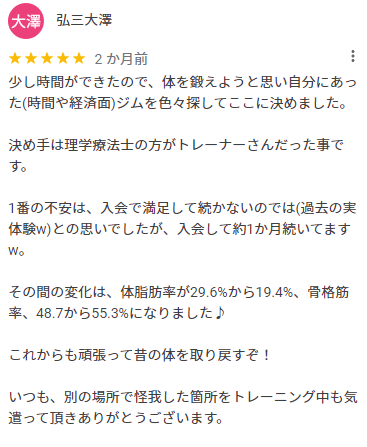 大澤
弘三大澤
★★★★★ 2 か月前
少し時間ができたので、体を鍛えようと思い自分にあっ
た(時間や経済面)ジムを色々探してここに決めました。
決め手は理学療法士の方がトレーナーさんだった事で
す。
1番の不安は、入会で満足して続かないのでは(過去の実
体験w)との思いでしたが、入会して約1か月続いてます
w。
その間の変化は、体脂肪率が29.6%から19.4%、骨格筋
率、48.7から55.3%になりました♪
これからも頑張って昔の体を取り戻すぞ！
いつも、別の場所で怪我した箇所をトレーニング中も気
遣って頂きありがとうございます。